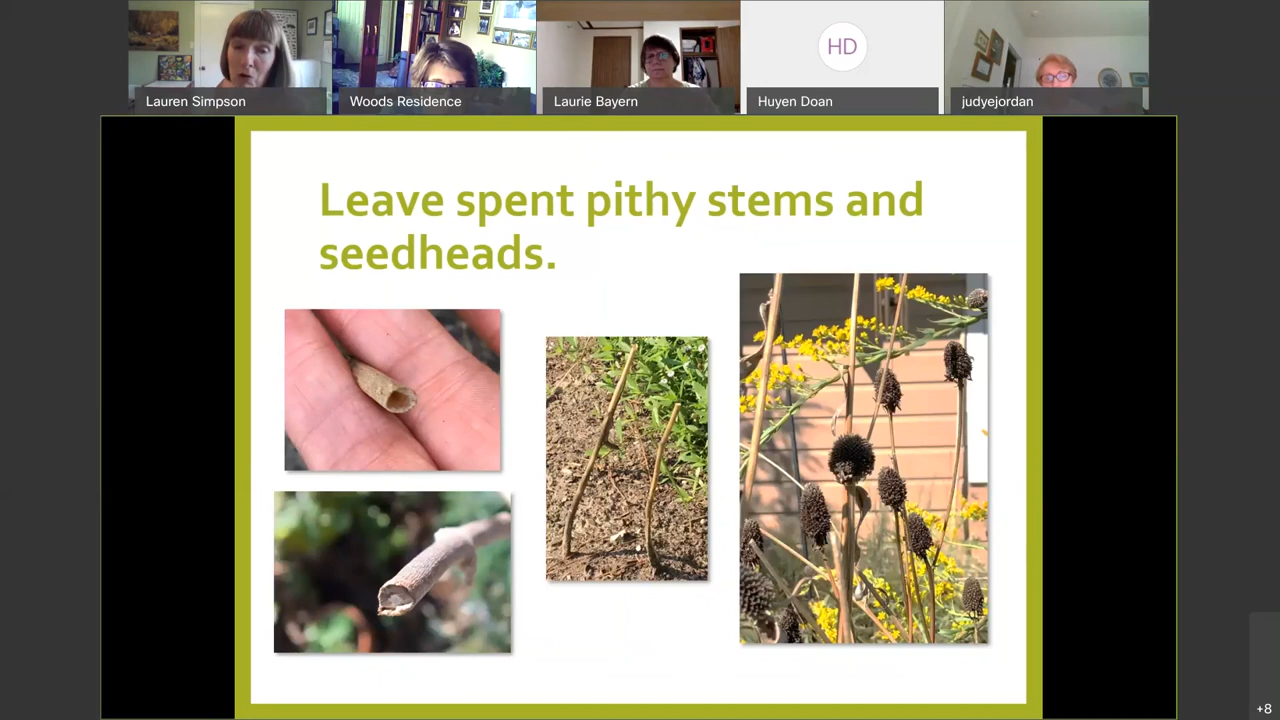 Lauren Simpson
Woods Residence
Laurie Bayern
HD
Huyen Doan
judyejordan
Leave spent pithy stems and
seedheads.
+8